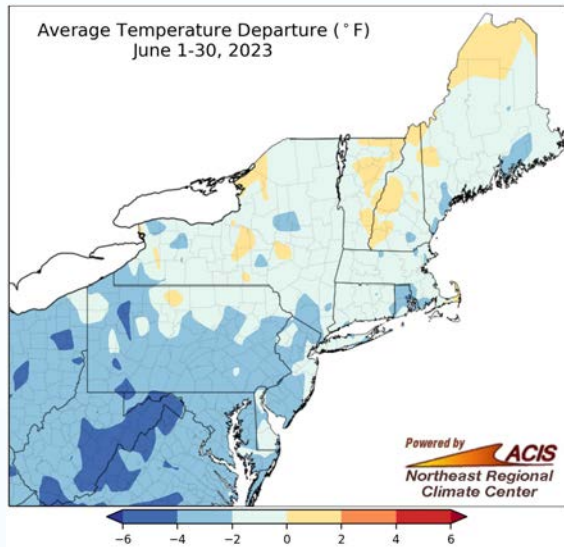 Average Temperature Departure (°F)
June 1-30, 2023
Powered by
ACIS
Northeast Regional
Climate Center
-6 -4 -2 0 2 4 6